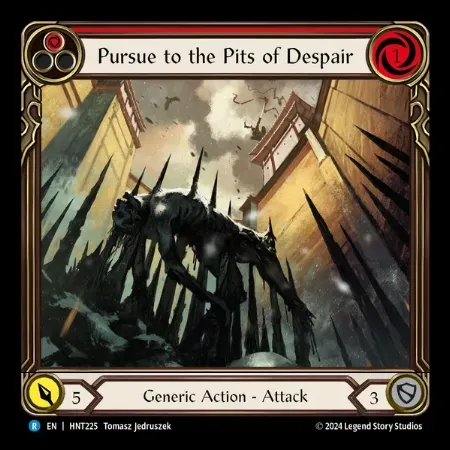 Pursue to the Pits of Despair
1
5
Generic Action - Attack
3
R EN | HNT225 Tomasz Jedruszek
© 2024 Legend Story Studios